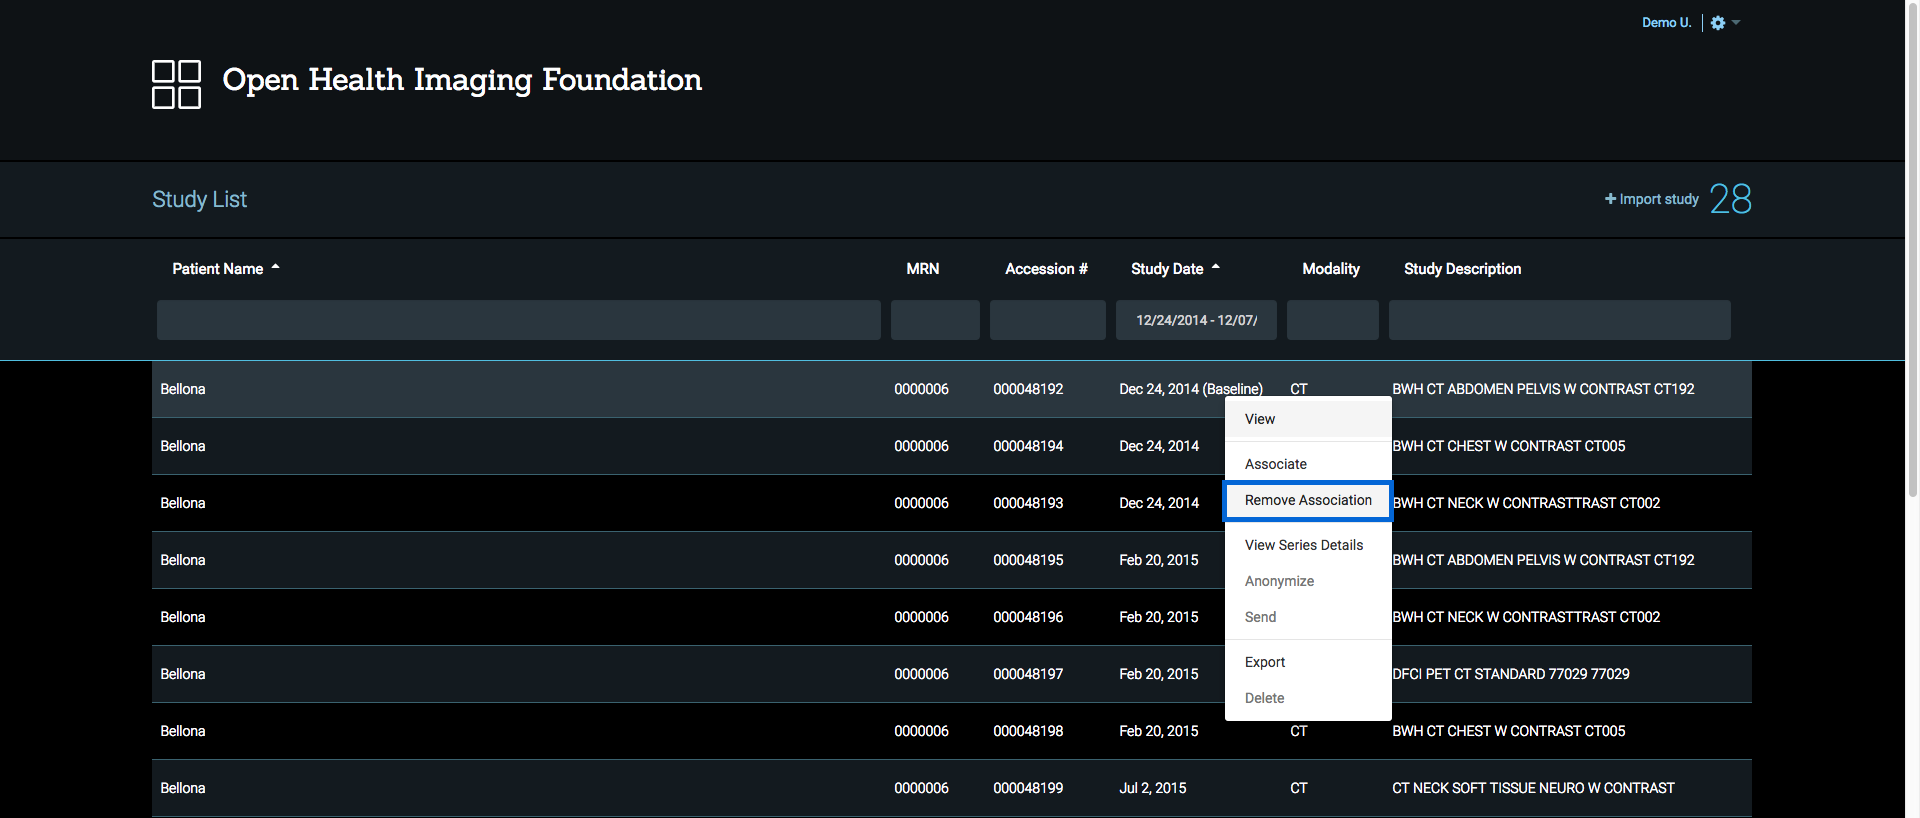 Demo U.
Open Health Imaging Foundation
Study List
Import study 28
Patient Name MRN Accession # Study Date Modality Study Description
12/24/2014 - 12/07/
Bellona 0000006 000048192 Dec 24, 2014 (Baseline) CT BWH CT ABDOMEN PELVIS W CONTRAST CT192
Bellona 0000006 000048194 Dec 24, 2014 BWH CT CHEST W CONTRAST CT005
Bellona 0000006 000048193 Dec 24, 2014 BWH CT NECK W CONTRASTTRAST CT002
Bellona 0000006 000048195 Feb 20, 2015 BWH CT ABDOMEN PELVIS W CONTRAST CT192
Bellona 0000006 000048196 Feb 20, 2015 BWH CT NECK W CONTRASTTRAST CT002
Bellona 0000006 000048197 Feb 20, 2015 DFCI PET CT STANDARD 77029 77029
Bellona 0000006 000048198 Feb 20, 2015 CT BWH CT CHEST W CONTRAST CT005
Bellona 0000006 000048199 Jul 2, 2015 CT CT NECK SOFT TISSUE NEURO W CONTRAST
View
Associate
Remove Association
View Series Details
Anonymize
Send
Export
Delete